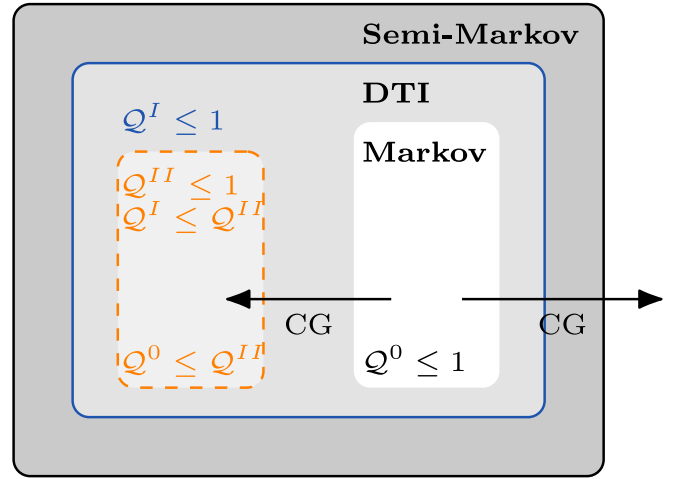 Semi-Markov
DTI
𝒬^I ≤ 1
Markov
𝒬^II ≤ 1
𝒬^I ≤ 𝒬^II
CG
CG
𝒬^0 ≤ 𝒬^II
𝒬^0 ≤ 1